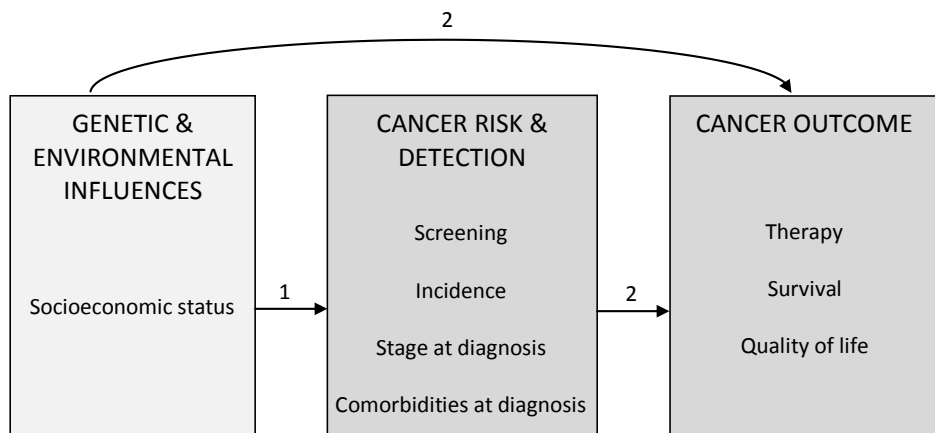 2
GENETIC &
ENVIRONMENTAL
INFLUENCES
Socioeconomic status
1
CANCER RISK &
DETECTION
Screening
Incidence
Stage at diagnosis
Comorbidities at diagnosis
2
CANCER OUTCOME
Therapy
Survival
Quality of life